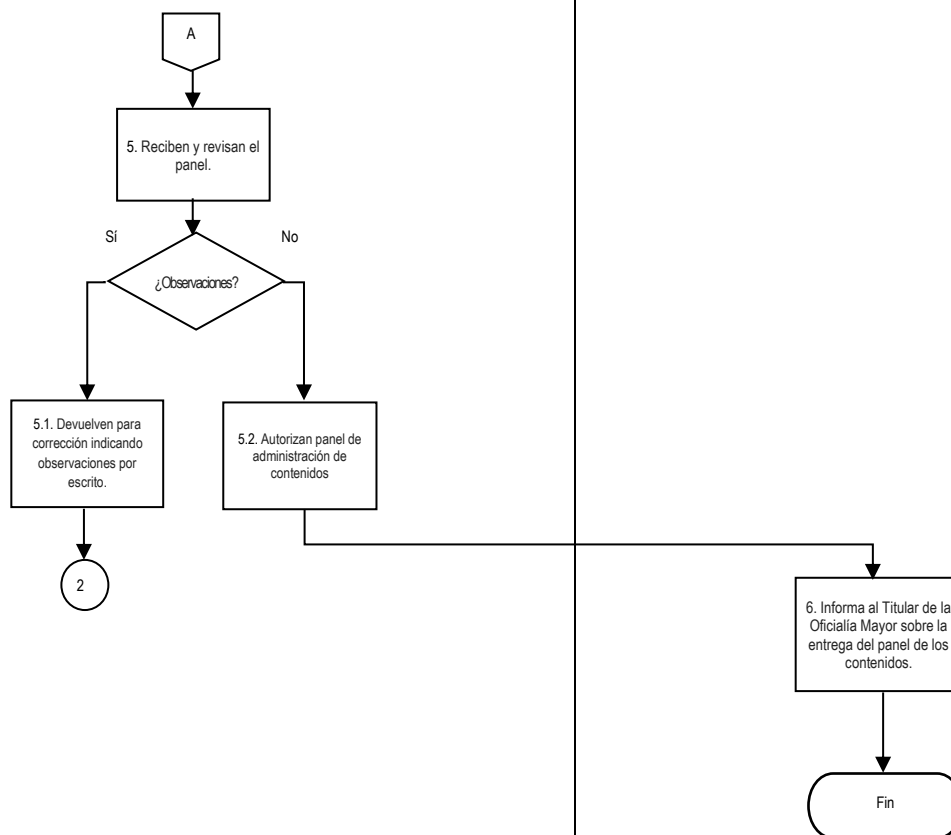 A
5. Reciben y revisan el
panel.
Sí
No
¿Observaciones?
5.1. Devuelven para
corrección indicando
observaciones por
escrito.
5.2. Autorizan panel de
administración de
contenidos
2
6. Informa al Titular de la
Oficialía Mayor sobre la
entrega del panel de los
contenidos.
Fin